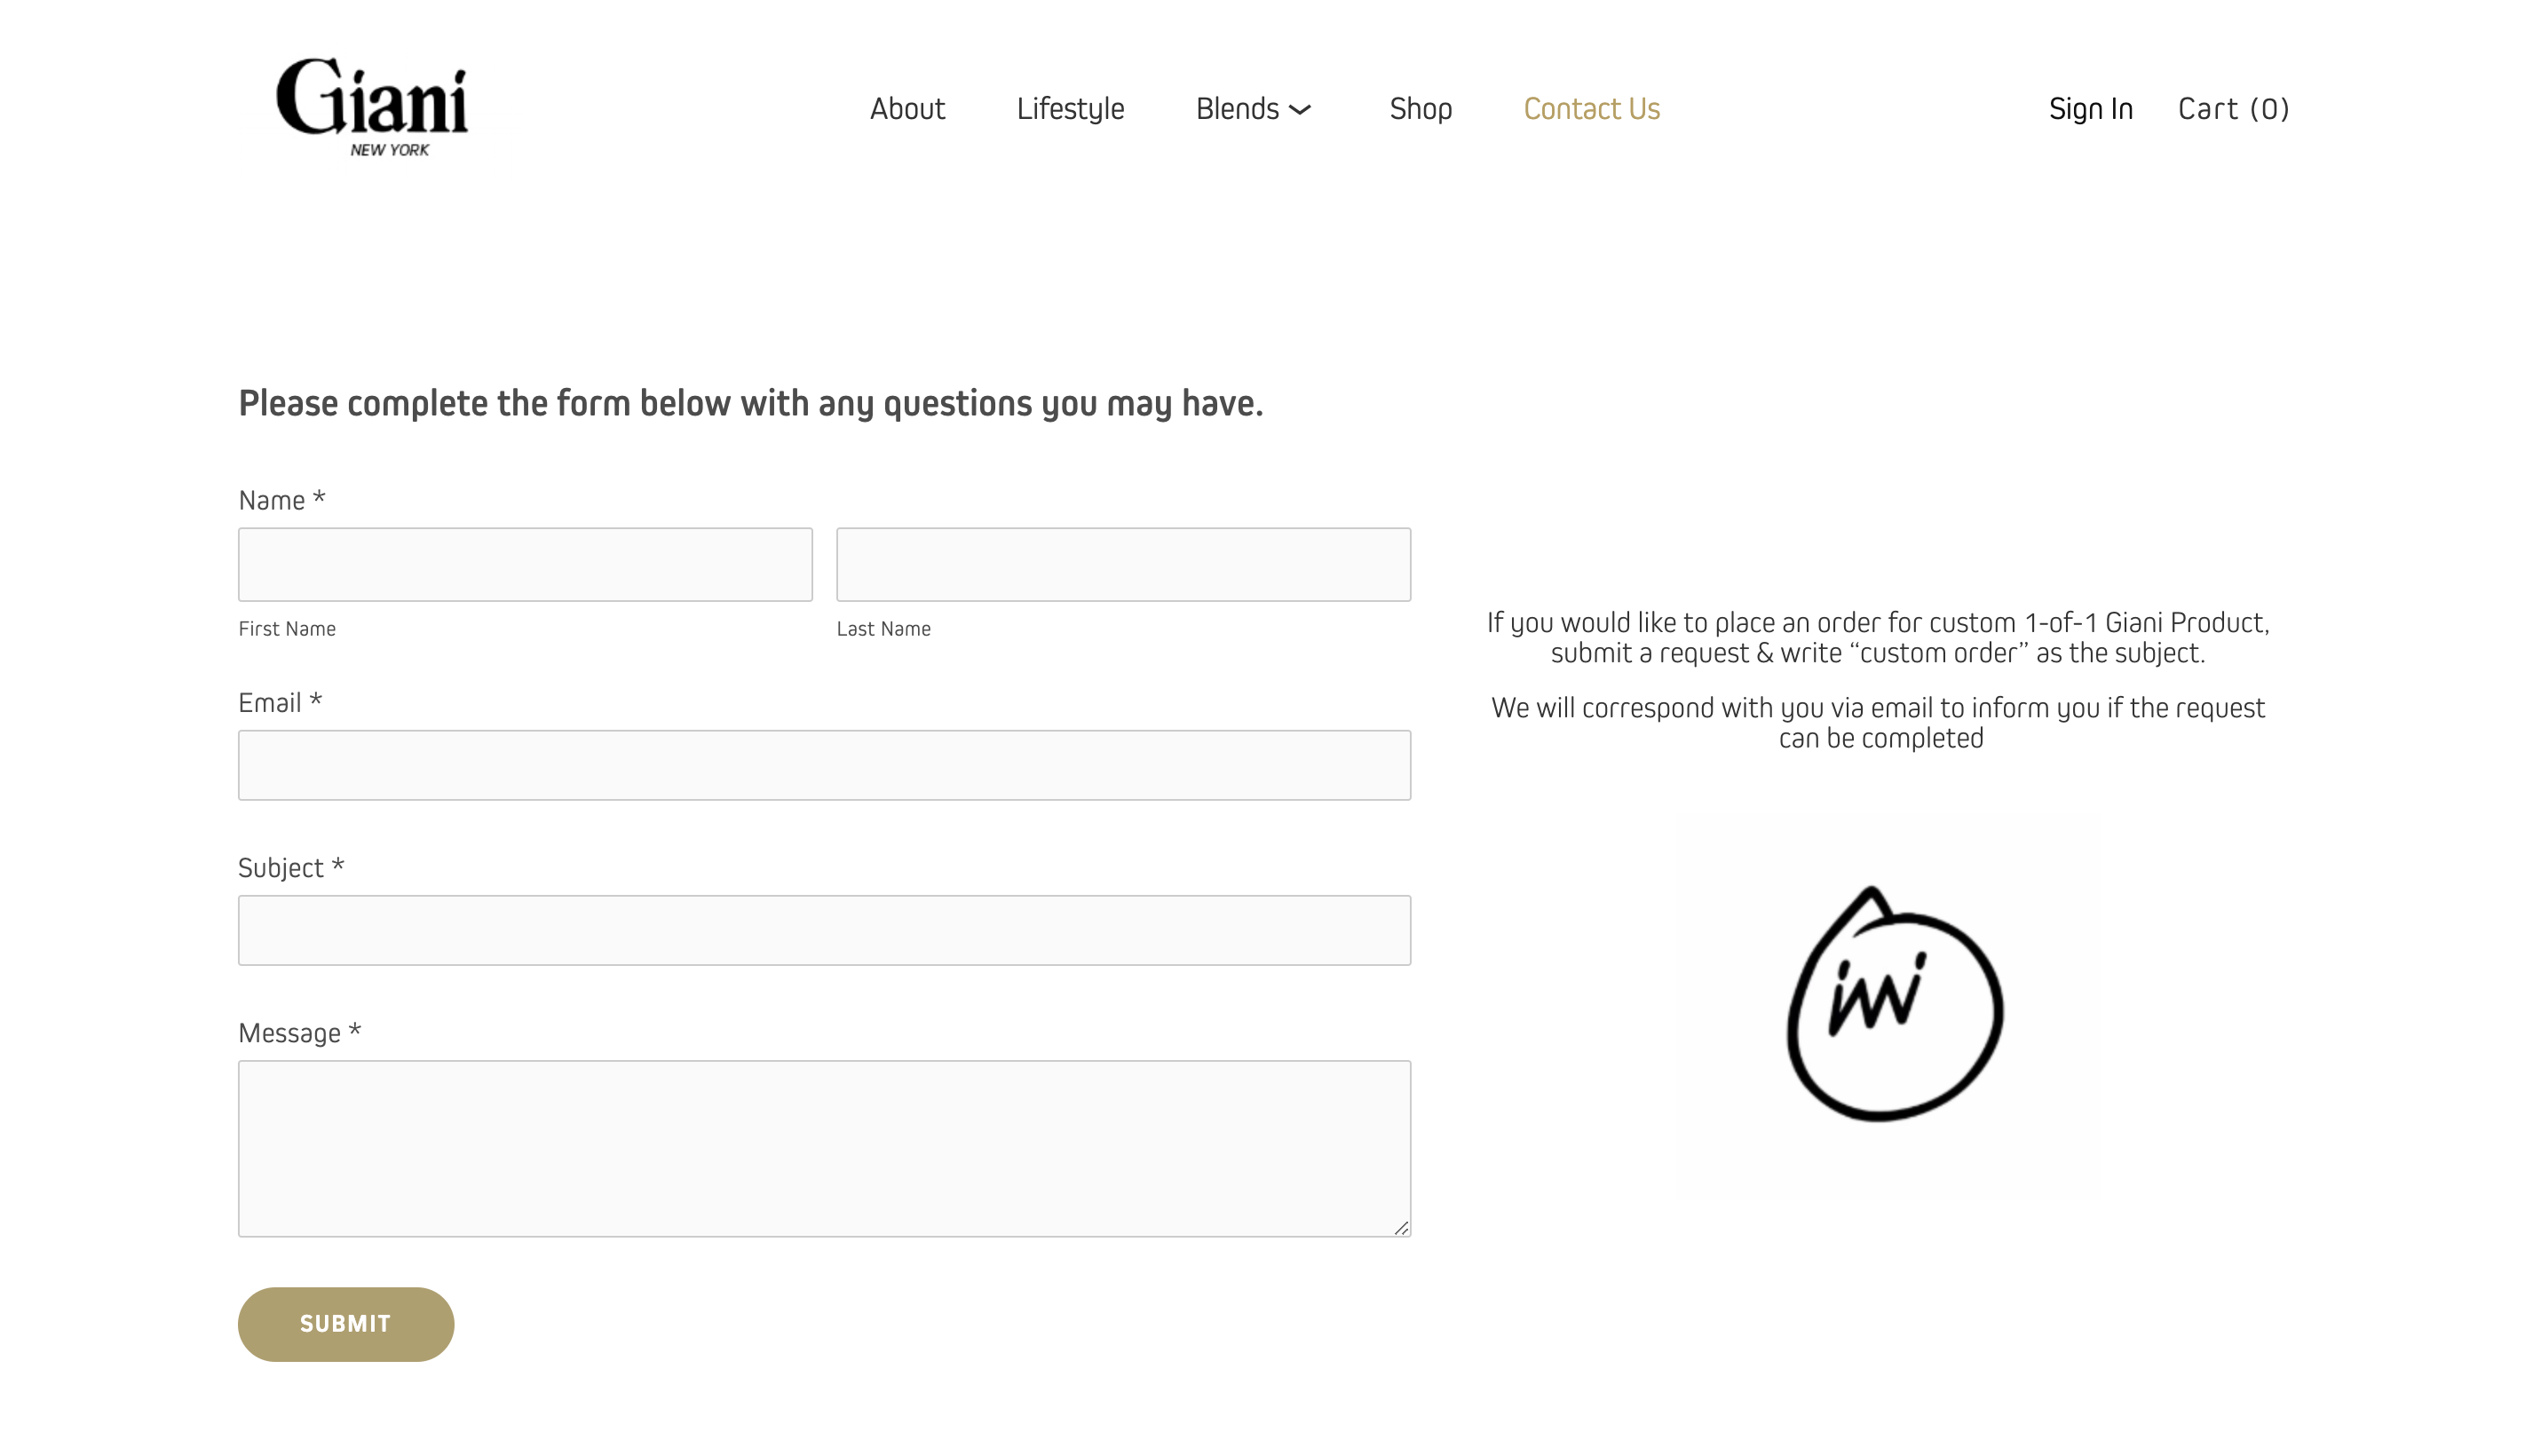 Giani
NEW YORK
About Lifestyle Blends Shop Contact Us Sign In Cart (0)
Please complete the form below with any questions you may have.
Name *
First Name Last Name
Email *
Subject *
Message *
SUBMIT
If you would like to place an order for custom 1-of-1 Giani Product,
submit a request & write “custom order” as the subject.
We will correspond with you via email to inform you if the request
can be completed